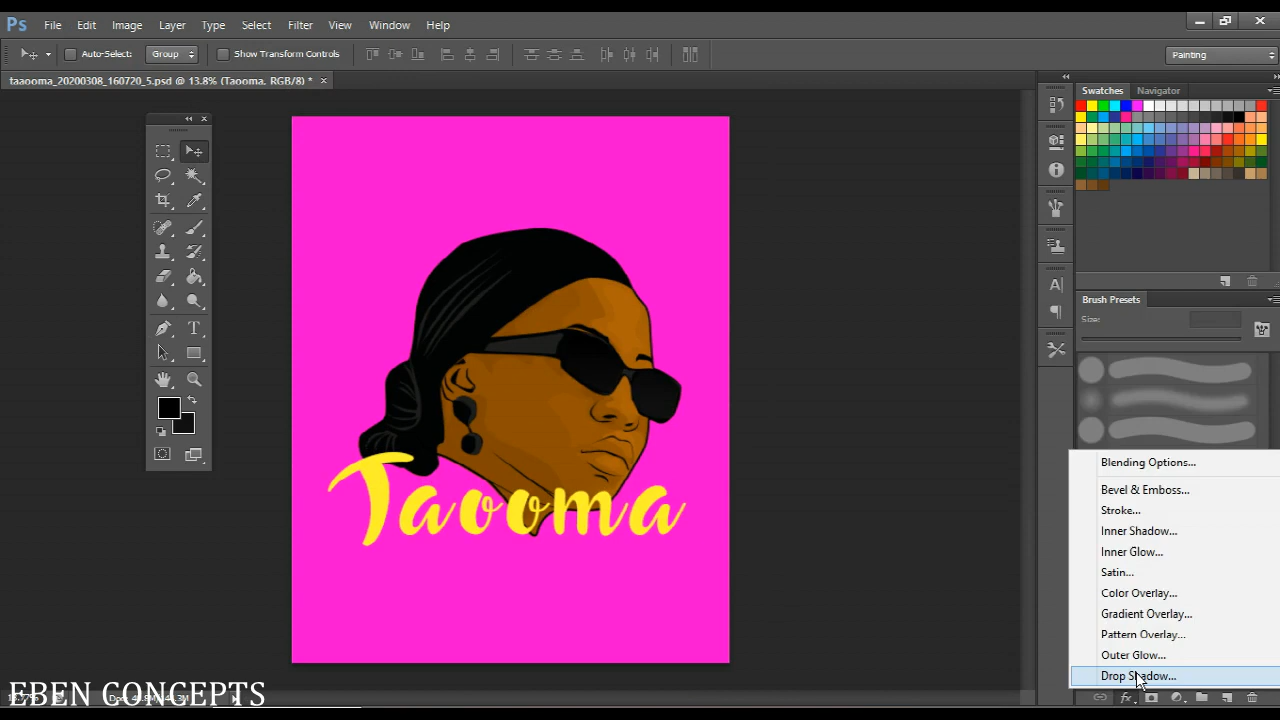 Ps File Edit Image Layer Type Select Filter View Window Help
Auto-Select: Group Show Transform Controls Painting
taaooma_20200308_160720_5.psd @ 13.8% (Taooma, RGB/8) * ×
Swatches Navigator
Brush Presets
Size:
Taooma
Blending Options...
Bevel & Emboss...
Stroke...
Inner Shadow...
Inner Glow...
Satin...
Color Overlay...
Gradient Overlay...
Pattern Overlay...
Outer Glow...
Drop Shadow...
EBEN CONCEPTS
fx